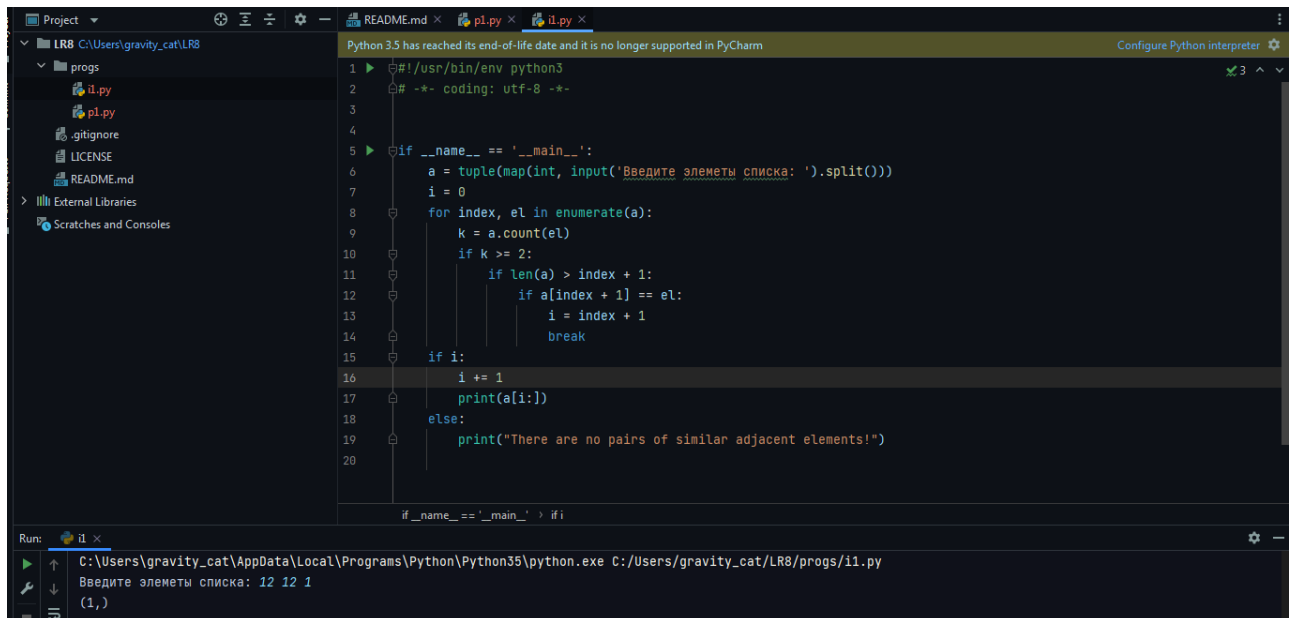 Project
README.md p1.py i1.py
LR8 C:\Users\gravity_cat\LR8
progs
i1.py
p1.py
.gitignore
LICENSE
README.md
External Libraries
Scratches and Consoles
Python 3.5 has reached its end-of-life date and it is no longer supported in PyCharm Configure Python interpreter
3
1 #!/usr/bin/env python3
2 # -*- coding: utf-8 -*-
3
4
5 if __name__ == '__main__':
6 a = tuple(map(int, input('Введите элеметы списка: ').split()))
7 i = 0
8 for index, el in enumerate(a):
9 k = a.count(el)
10 if k >= 2:
11 if len(a) > index + 1:
12 if a[index + 1] == el:
13 i = index + 1
14 break
15 if i:
16 i += 1
17 print(a[i:])
18 else:
19 print("There are no pairs of similar adjacent elements!")
20
if __name__ == '__main__' › if i
Run: i1
C:\Users\gravity_cat\AppData\Local\Programs\Python\Python35\python.exe C:/Users/gravity_cat/LR8/progs/i1.py
Введите элеметы списка: 12 12 1
(1,)